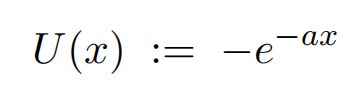 U(x) := −e^{−ax}